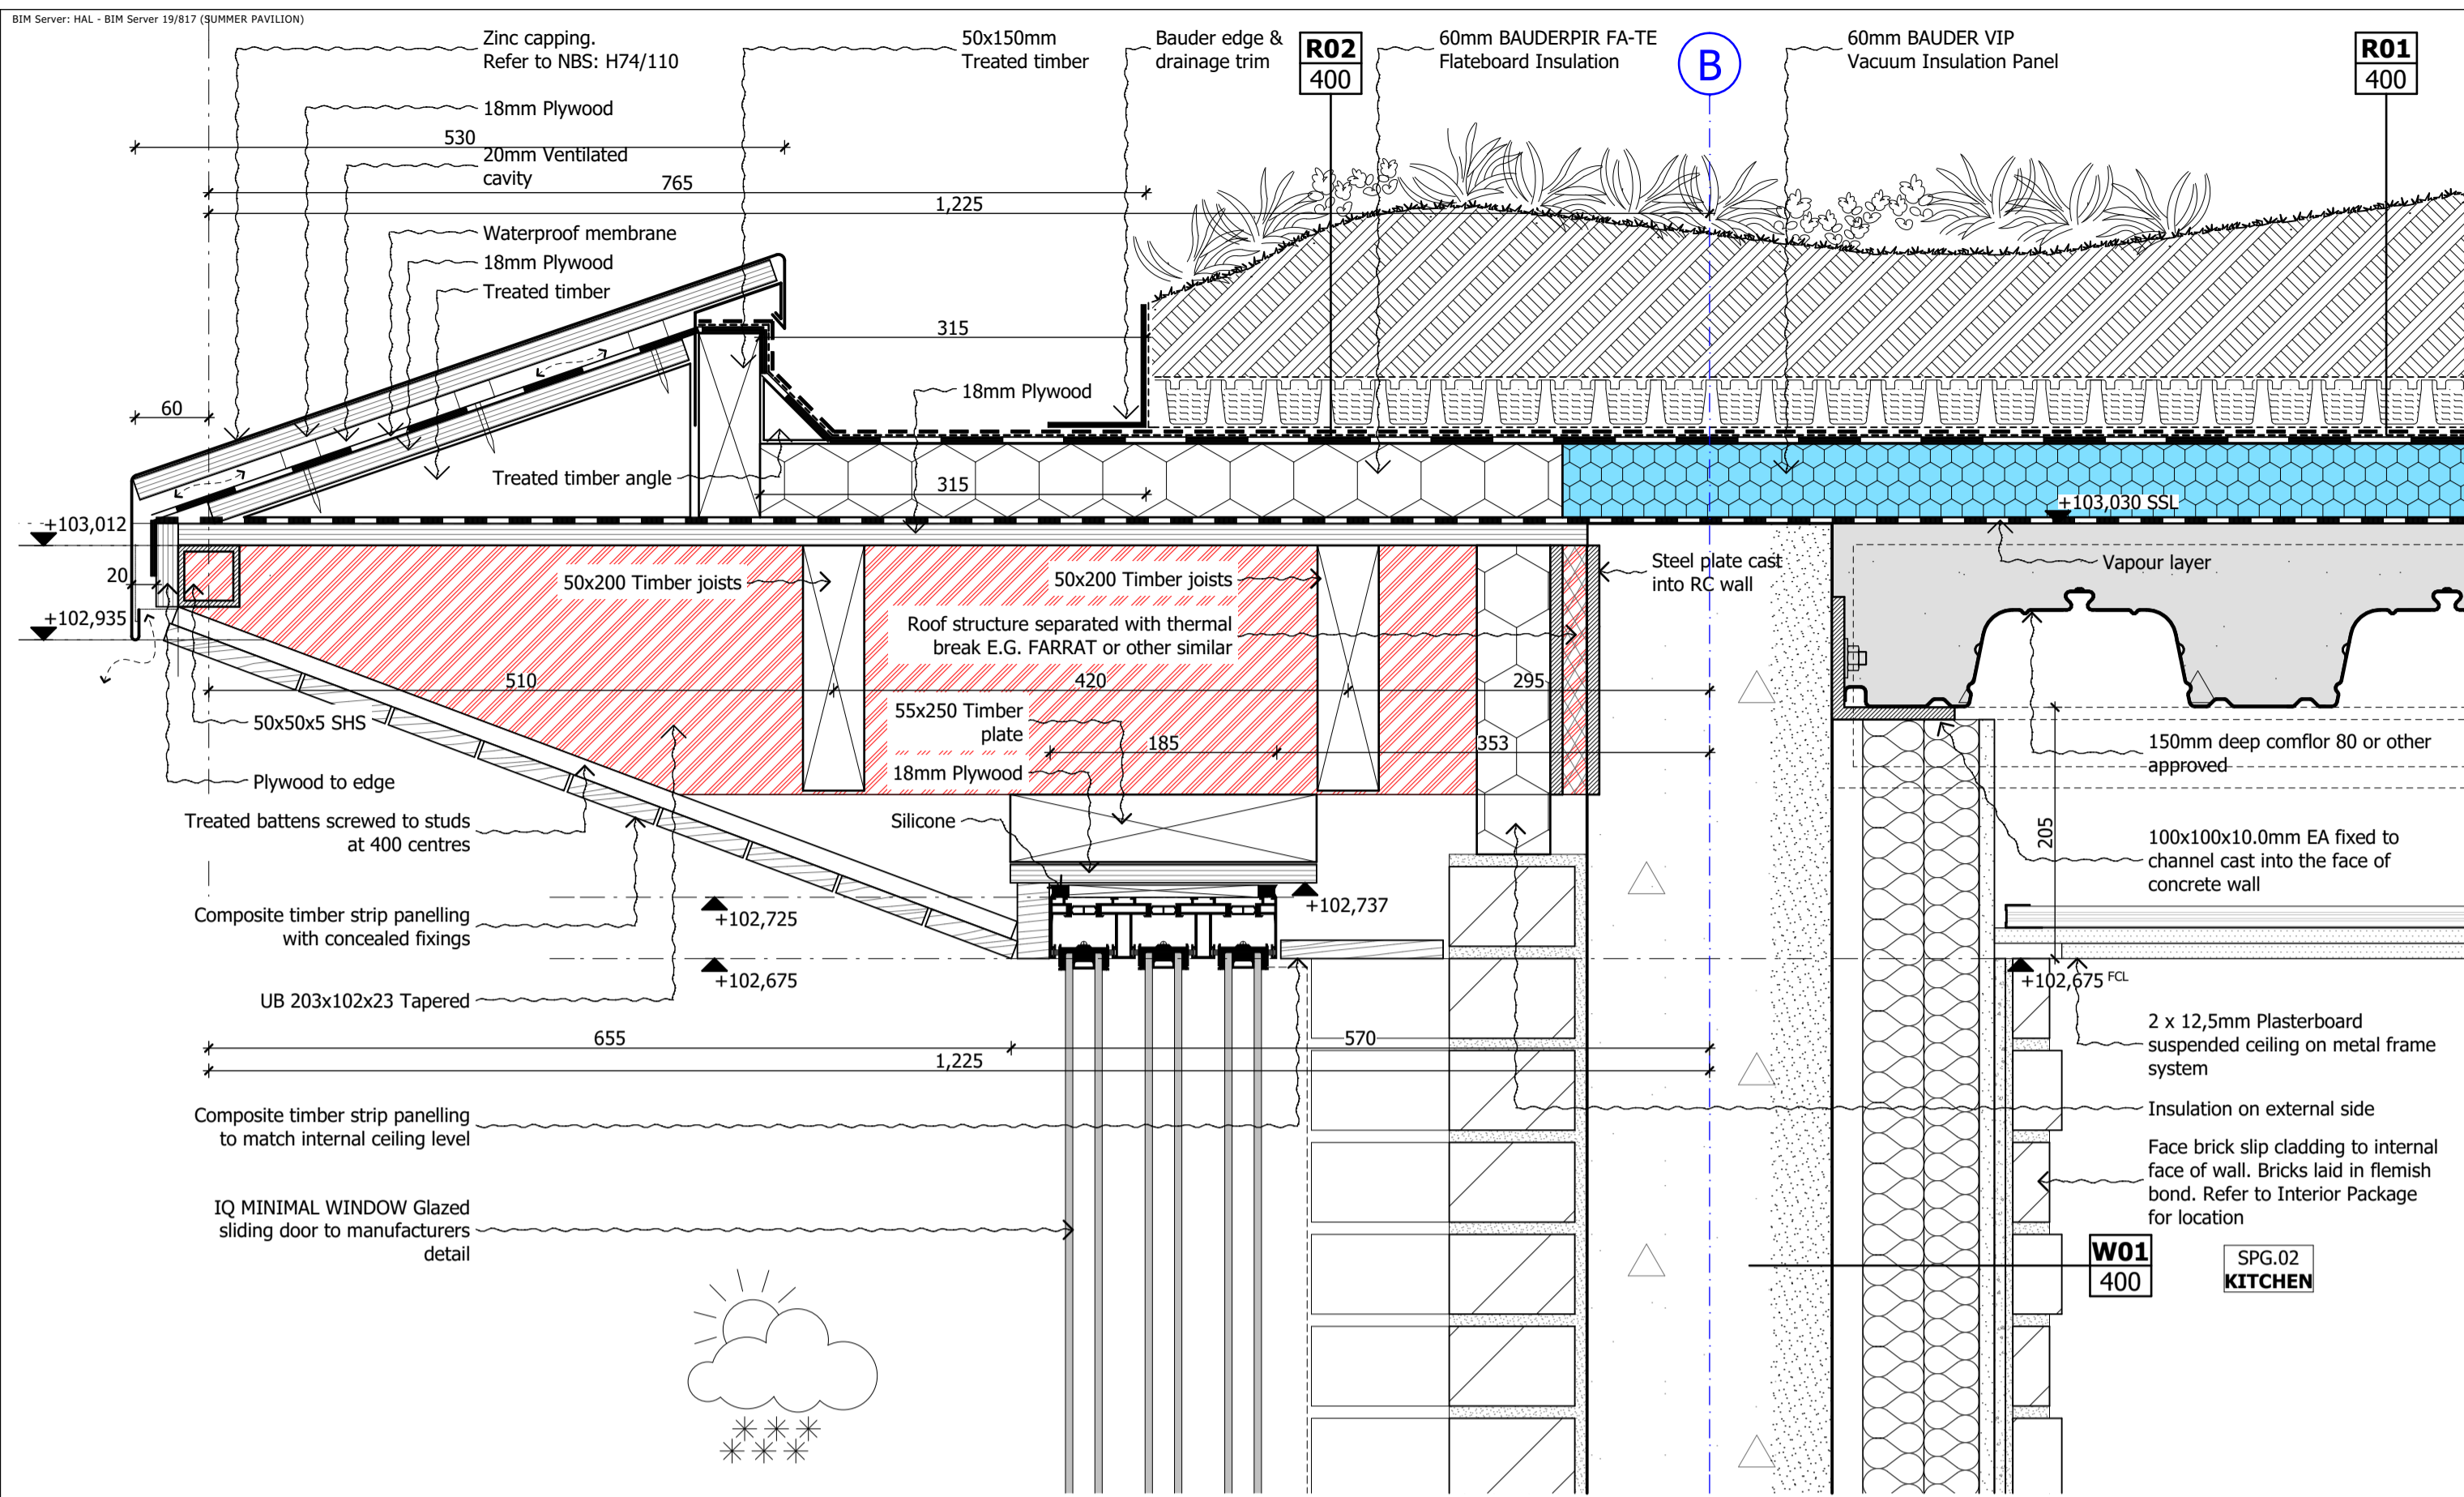 BIM Server: HAL - BIM Server 19/817 (SUMMER PAVILION)
Zinc capping.
Refer to NBS: H74/110
50x150mm
Treated timber
Bauder edge &
drainage trim
R02
400
60mm BAUDERPIR FA-TE
Flateboard Insulation
B
60mm BAUDER VIP
Vacuum Insulation Panel
R01
400
18mm Plywood
530
20mm Ventilated
cavity
765
1,225
Waterproof membrane
18mm Plywood
Treated timber
315
18mm Plywood
60
Treated timber angle
315
+103,012
+103,030 SSL
20
50x200 Timber joists
50x200 Timber joists
Steel plate cast
into RC wall
Vapour layer
+102,935
Roof structure separated with thermal
break E.G. FARRAT or other similar
510
420
295
50x50x5 SHS
55x250 Timber
plate
185
353
150mm deep comflor 80 or other
approved
Plywood to edge
18mm Plywood
Treated battens screwed to studs
at 400 centres
Silicone
205
100x100x10.0mm EA fixed to
channel cast into the face of
concrete wall
Composite timber strip panelling
with concealed fixings
+102,725
+102,737
+102,675
+102,675 FCL
UB 203x102x23 Tapered
2 x 12,5mm Plasterboard
suspended ceiling on metal frame
system
655
570
1,225
Composite timber strip panelling
to match internal ceiling level
Insulation on external side
Face brick slip cladding to internal
face of wall. Bricks laid in flemish
bond. Refer to Interior Package
for location
IQ MINIMAL WINDOW Glazed
sliding door to manufacturers
detail
W01
400
SPG.02
KITCHEN